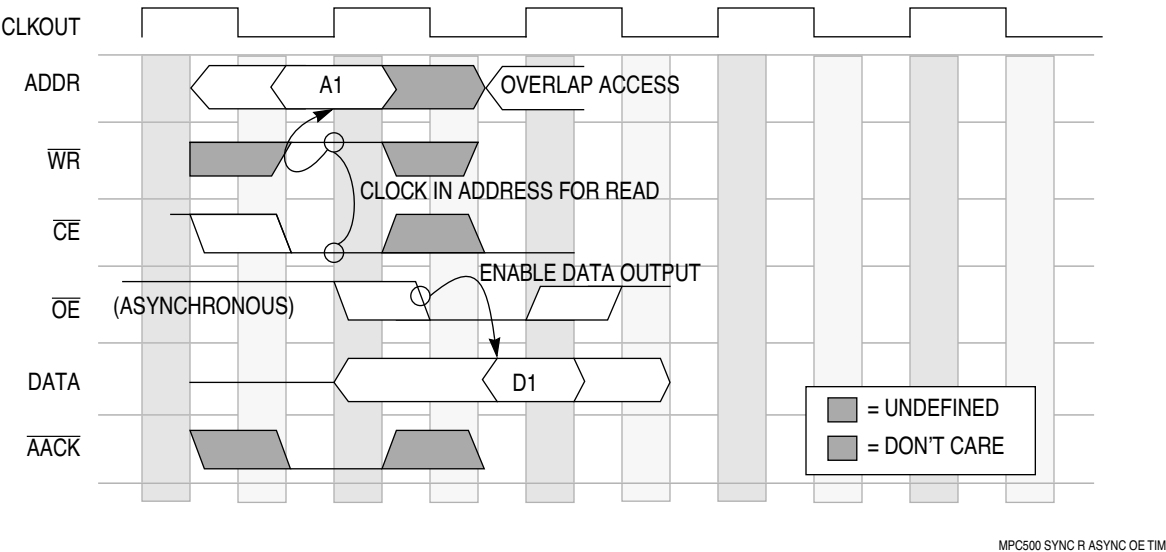 CLKOUT
ADDR
A1
OVERLAP ACCESS
WR
CLOCK IN ADDRESS FOR READ
CE
ENABLE DATA OUTPUT
OE
(ASYNCHRONOUS)
DATA
D1
= UNDEFINED
AACK
= DON'T CARE
MPC500 SYNC R ASYNC OE TIM